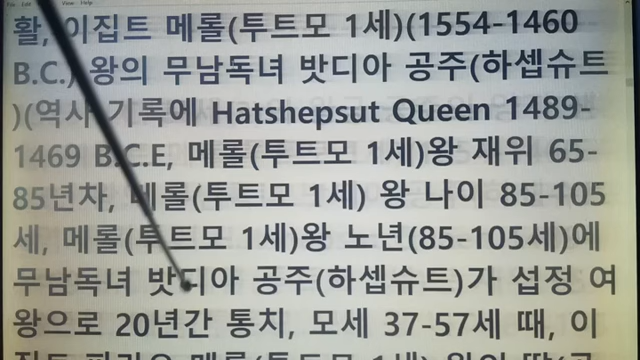 활, 이집트 메롤(투트모 1세)(1554-1460
B.C.) 왕의 무남독녀 밧디아 공주(하셉슈트
)(역사 기록에 Hatshepsut Queen 1489-
1469 B.C.E, 메롤(투트모 1세)왕 재위 65-
85년차, 메롤(투트모 1세) 왕 나이 85-105
세, 메롤(투트모 1세)왕 노년(85-105세)에
무남독녀 밧디아 공주(하셉슈트)가 섭정 여
왕으로 20년간 통치, 모세 37-57세 때, 이